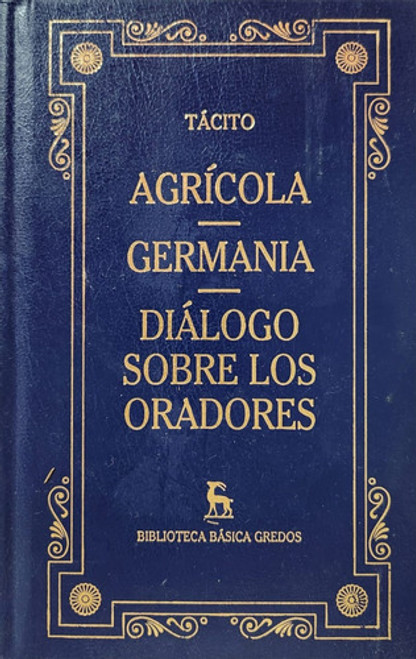 TÁCITO
AGRÍCOLA
GERMANIA
DIÁLOGO
SOBRE LOS
ORADORES
BIBLIOTECA BÁSICA GREDOS